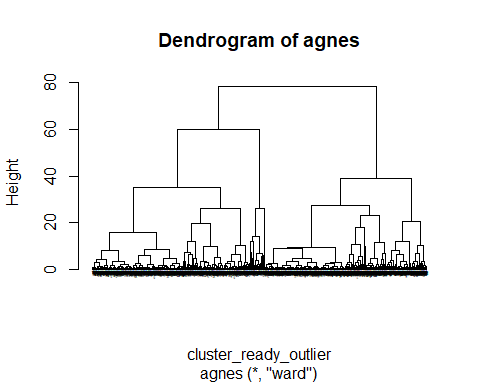 Dendrogram of agnes
Height
80
60
40
20
0
cluster_ready_outlier
agnes (*, "ward")